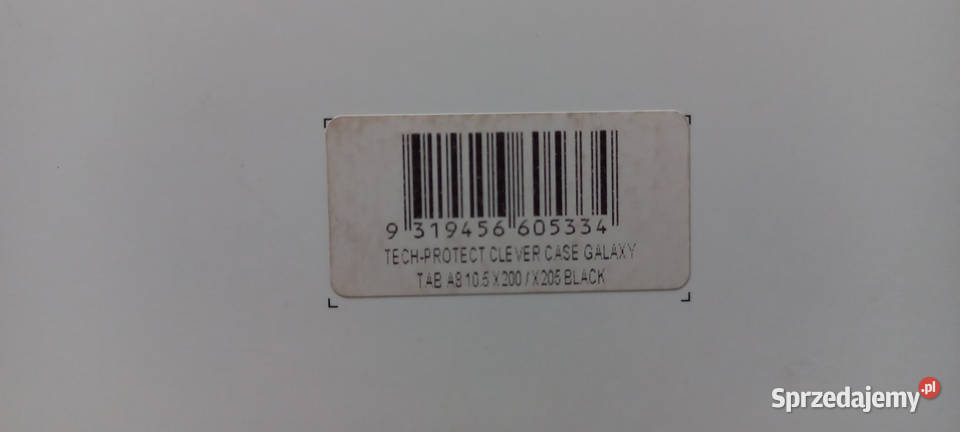 9 319456 605334
TECH-PROTECT CLEVER CASE GALAXY
TAB A8 10.5 X200 / X205 BLACK
Sprzedajemy.pl